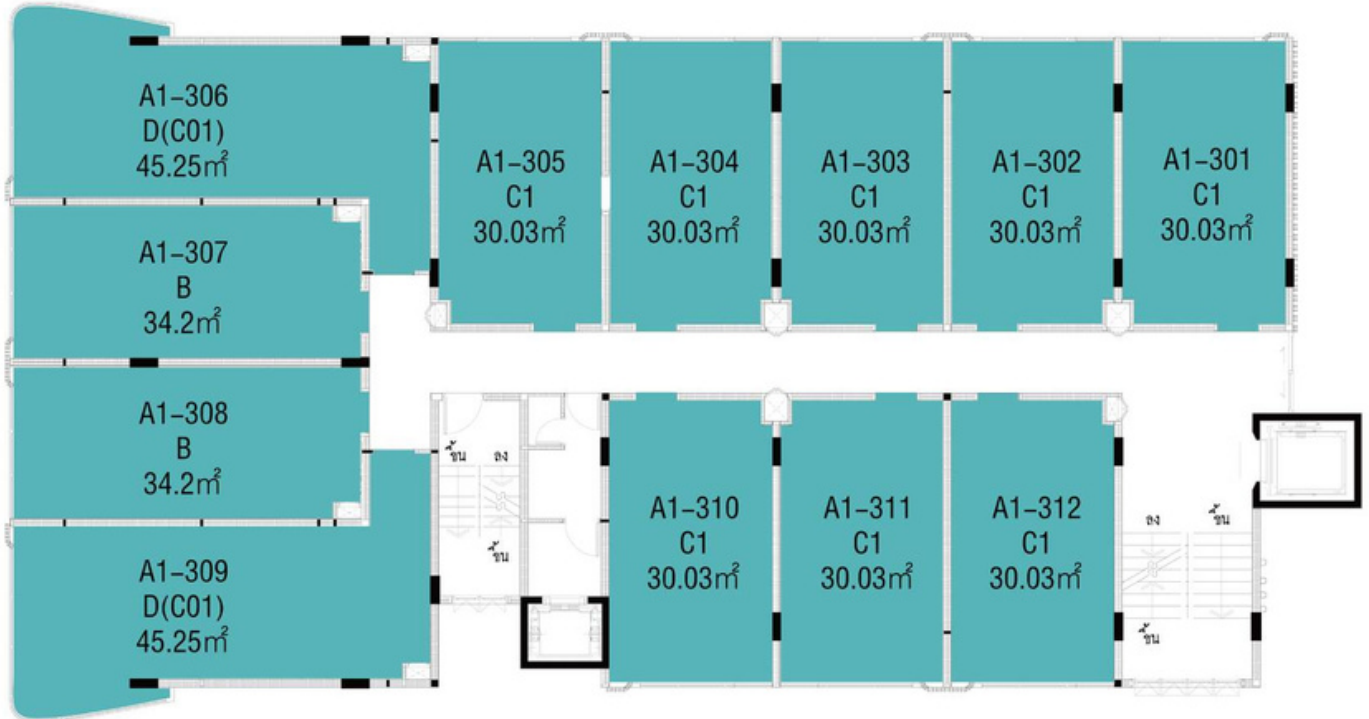 A1-306
D(C01)
45.25㎡
A1-305
C1
30.03㎡
A1-304
C1
30.03㎡
A1-303
C1
30.03㎡
A1-302
C1
30.03㎡
A1-301
C1
30.03㎡
A1-307
B
34.2㎡
A1-308
B
34.2㎡
A1-309
D(C01)
45.25㎡
ขึ้น
ลง
ขึ้น
A1-310
C1
30.03㎡
A1-311
C1
30.03㎡
A1-312
C1
30.03㎡
ลง
ขึ้น
ขึ้น